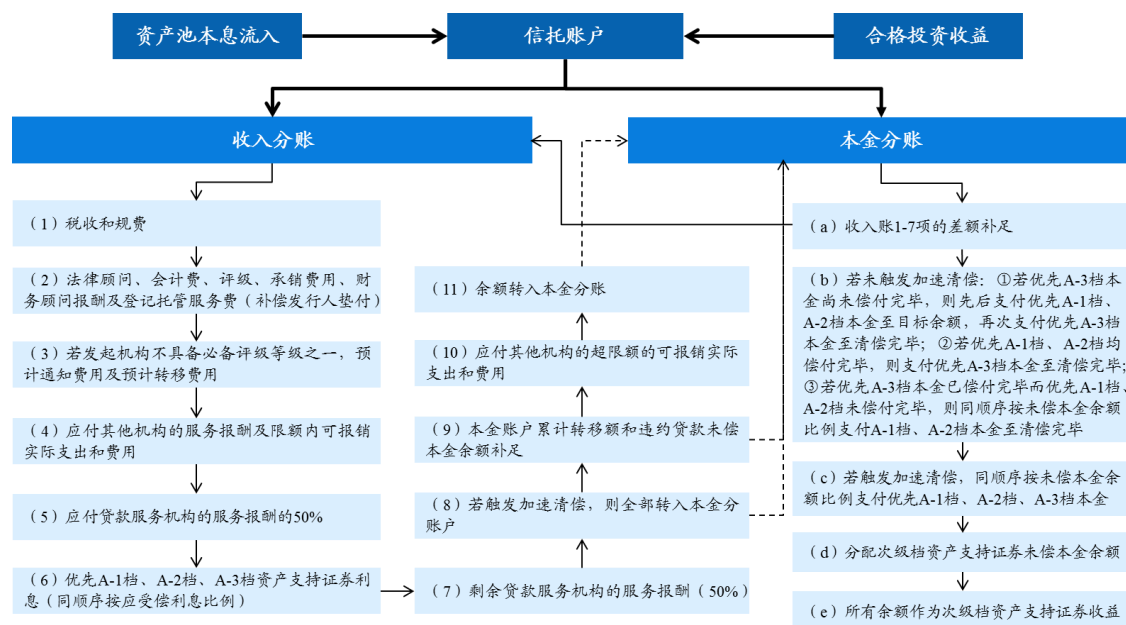 资产池本息流入
信托账户
合格投资收益
收入分账
本金分账
（1）税收和规费
（2）法律顾问、会计费、评级、承销费用、财
务顾问报酬及登记托管服务费（补偿发行人垫付）
（3）若发起机构不具备必备评级等级之一，预
计通知费用及预计转移费用
（4）应付其他机构的服务报酬及限额内可报销
实际支出和费用
（5）应付贷款服务机构的服务报酬的50%
（6）优先A-1档、A-2档、A-3档资产支持证券利
息（同顺序按应受偿利息比例）
（7）剩余贷款服务机构的服务报酬（50%）
（8）若触发加速清偿，则全部转入本金分
账户
（9）本金账户累计转移额和违约贷款未偿
本金余额补足
（10）应付其他机构的超限额的可报销实际
支出和费用
（11）余额转入本金分账
（a）收入账1-7项的差额补足
（b）若未触发加速清偿：①若优先A-3档本
金尚未偿付完毕，则先后支付优先A-1档、
A-2档本金至目标余额，再次支付优先A-3档
本金至清偿完毕；②若优先A-1档、A-2档均
偿付完毕，则支付优先A-3档本金至清偿完毕；
③若优先A-3档本金已偿付完毕而优先A-1档、
A-2档未偿付完毕，则同顺序按未偿本金余额
比例支付A-1档、A-2档本金至清偿完毕
（c）若触发加速清偿，同顺序按未偿本金余
额比例支付优先A-1档、A-2档、A-3档本金
（d）分配次级档资产支持证券未偿本金余额
（e）所有余额作为次级档资产支持证券收益